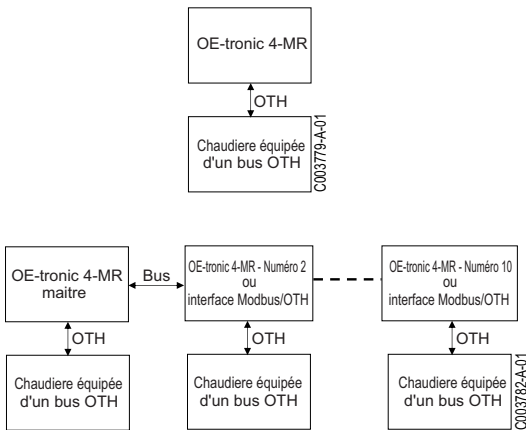 OE-tronic 4-MR
OTH
Chaudiere équipée
d'un bus OTH
C003779-A-01
OE-tronic 4-MR
maitre
Bus
OE-tronic 4-MR - Numéro 2
ou
interface Modbus/OTH
OE-tronic 4-MR - Numéro 10
ou
interface Modbus/OTH
OTH
OTH
OTH
Chaudiere équipée
d'un bus OTH
Chaudiere équipée
d'un bus OTH
Chaudiere équipée
d'un bus OTH
C003782-A-01